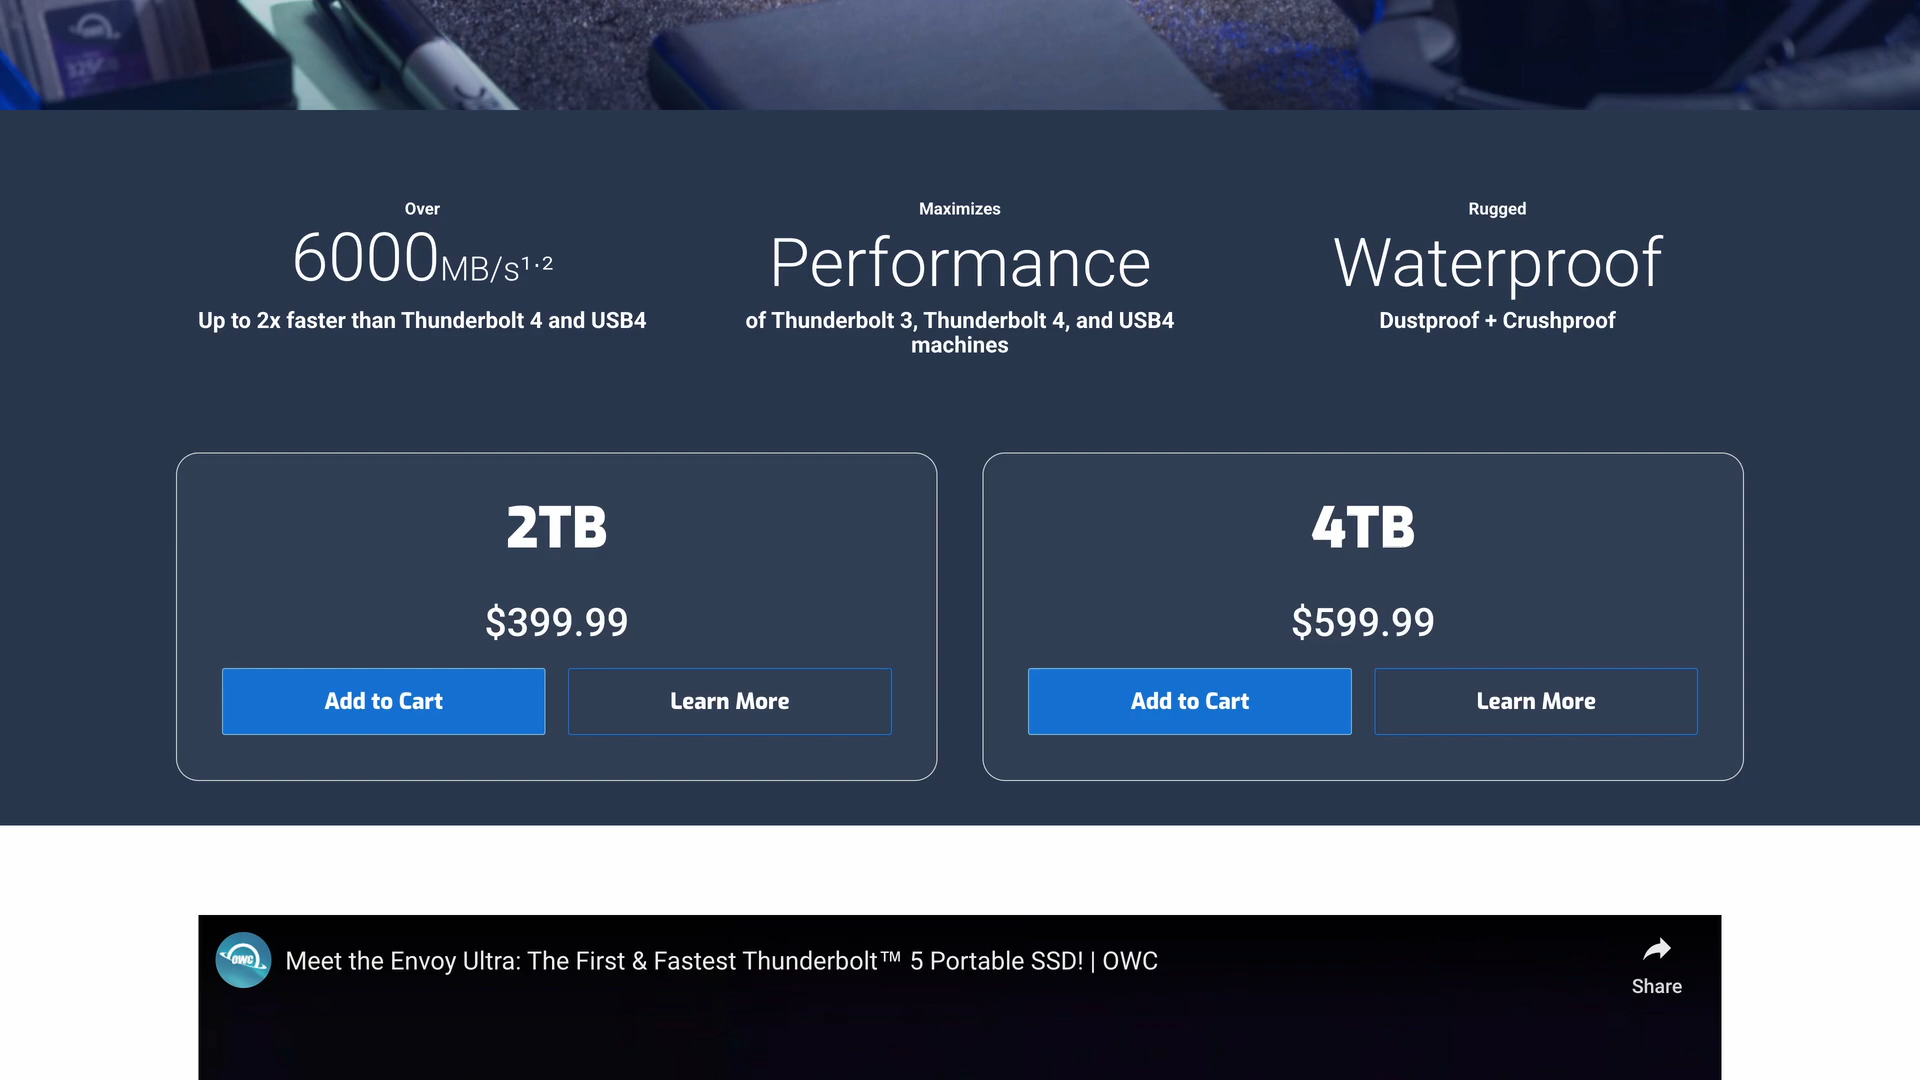 Over
6000MB/s¹·²
Up to 2x faster than Thunderbolt 4 and USB4
Maximizes
Performance
of Thunderbolt 3, Thunderbolt 4, and USB4
machines
Rugged
Waterproof
Dustproof + Crushproof
2TB
$399.99
Add to Cart
Learn More
4TB
$599.99
Add to Cart
Learn More
OWC
Meet the Envoy Ultra: The First & Fastest Thunderbolt™ 5 Portable SSD! | OWC
Share